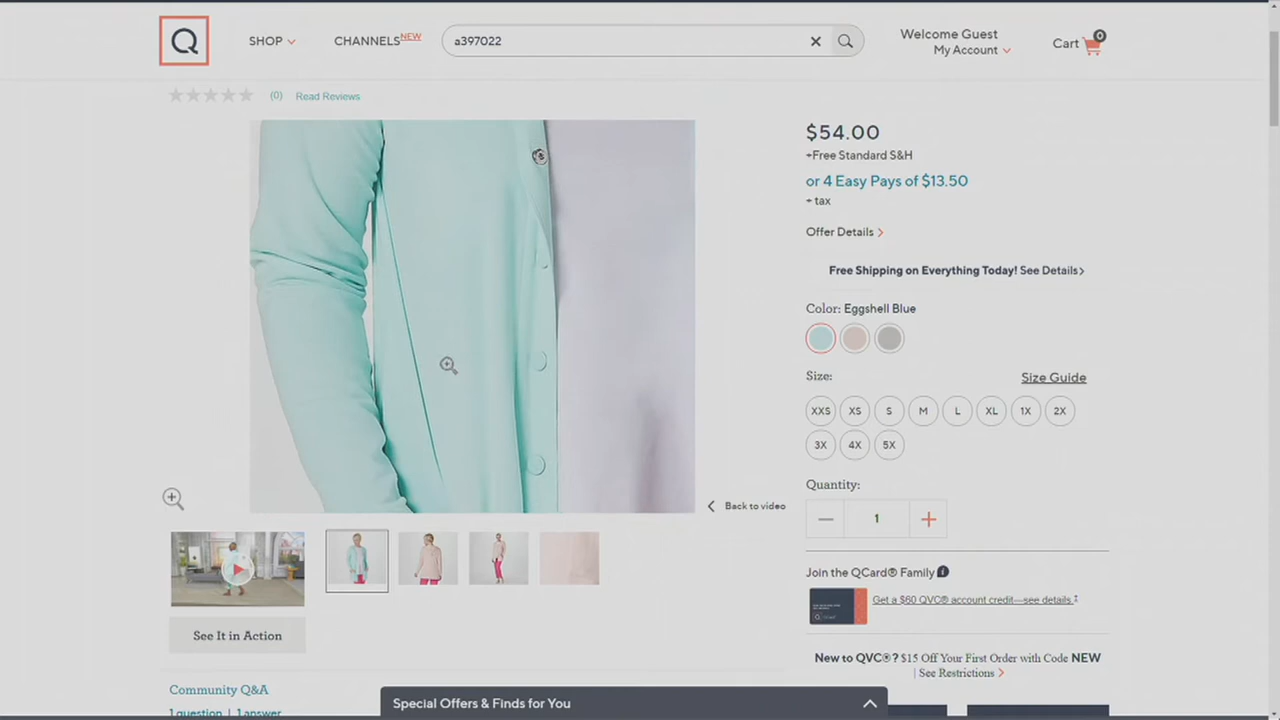 Q
SHOP
CHANNELS NEW
a397022
Welcome Guest
My Account
Cart 0
(0) Read Reviews
$54.00
+Free Standard S&H
or 4 Easy Pays of $13.50
+ tax
Offer Details
Free Shipping on Everything Today! See Details
Color: Eggshell Blue
Size:
Size Guide
XXS XS S M L XL 1X 2X
3X 4X 5X
Quantity:
1
Back to video
See It in Action
Join the QCard® Family
Get a $60 QVC® account credit—see details.‡
New to QVC®? $15 Off Your First Order with Code NEW
| See Restrictions
Community Q&A
1 question | 1 answer
Special Offers & Finds for You